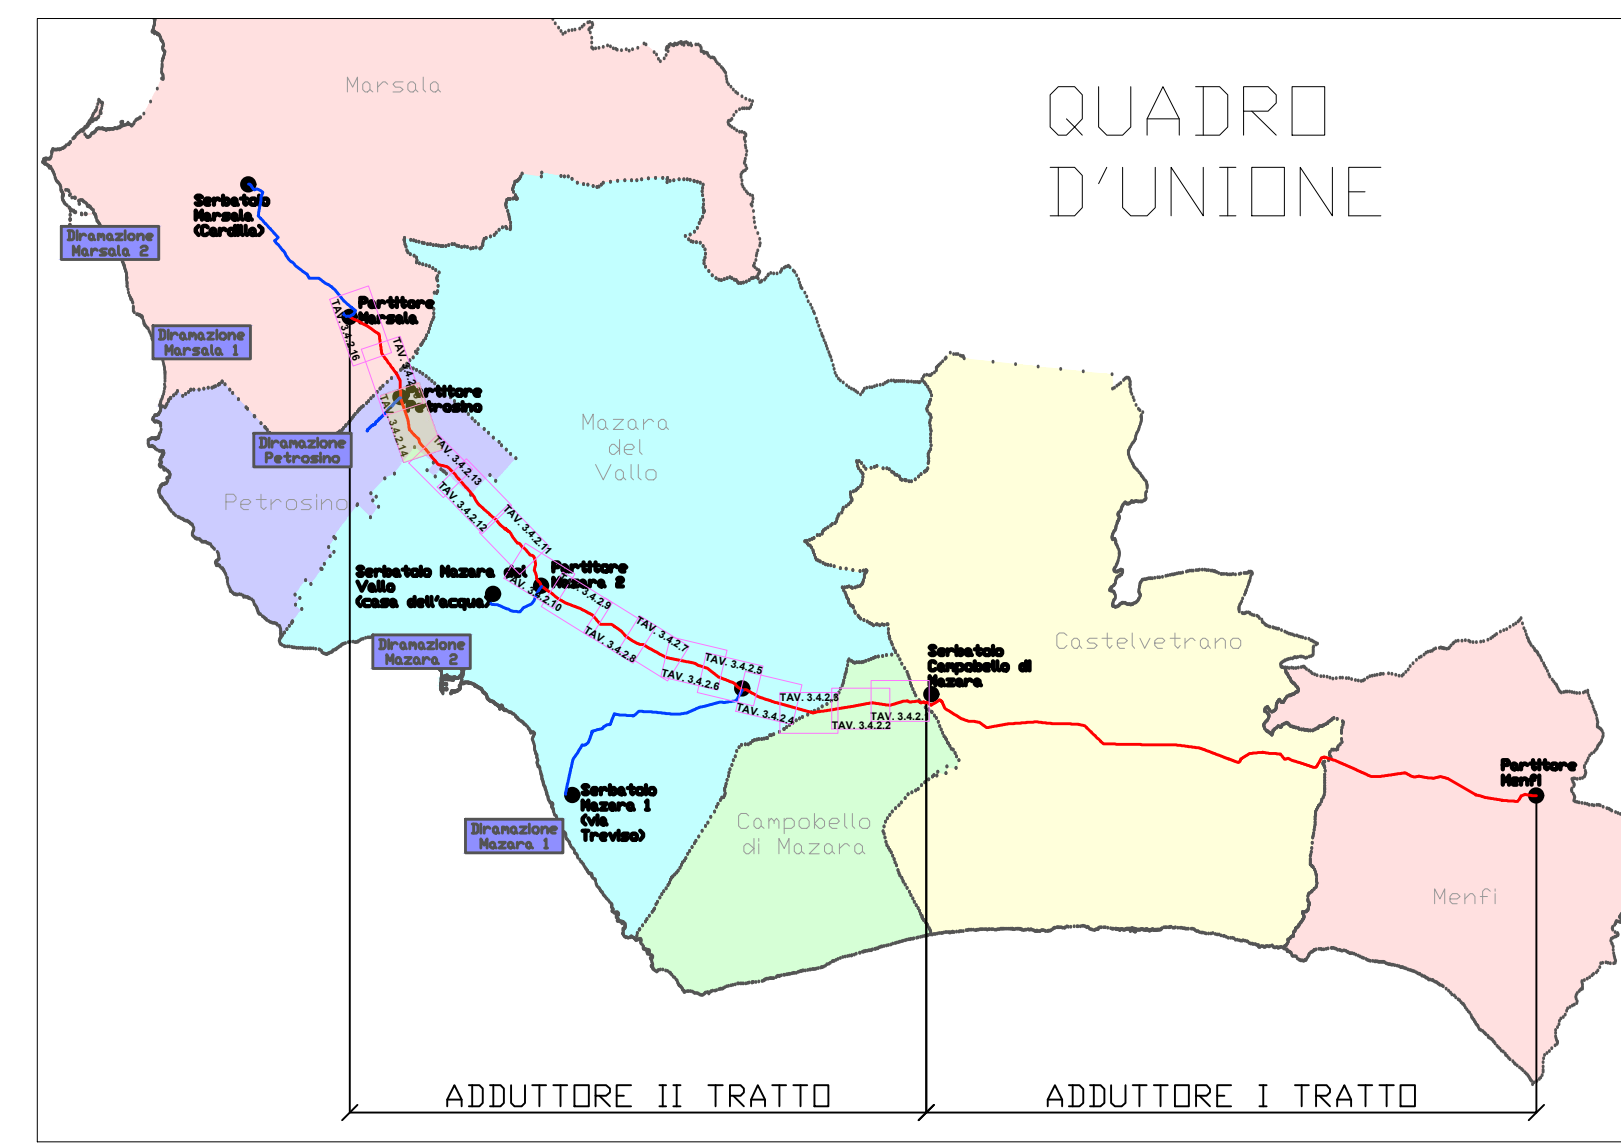 QUADRO
D'UNIONE
Marsala
Serbatoio
Marsala
(Cardilla)
Diramazione
Marsala 2
Partitore
Marsala
TAV. 3.4.2.16
Diramazione
Marsala 1
Partitore
Petrosino
TAV. 3.4.2.14
Diramazione
Petrosino
Petrosino
Mazara
del
Vallo
TAV. 3.4.2.13
TAV. 3.4.2.12
TAV. 3.4.2.11
Serbatoio Mazara del
Vallo
(casa dell'acqua)
Partitore
Mazara 2
TAV. 3.4.2.10
TAV. 3.4.2.9
TAV. 3.4.2.8
TAV. 3.4.2.7
TAV. 3.4.2.6
TAV. 3.4.2.5
TAV. 3.4.2.4
TAV. 3.4.2.3
TAV. 3.4.2.2
TAV. 3.4.2.1
Diramazione
Mazara 2
Serbatoio
Campobello di
Mazara
Castelvetrano
Serbatoio
Mazara 1
(via
Treviso)
Diramazione
Mazara 1
Campobello
di Mazara
Partitore
Menfi
Menfi
ADDUTTORE II TRATTO
ADDUTTORE I TRATTO